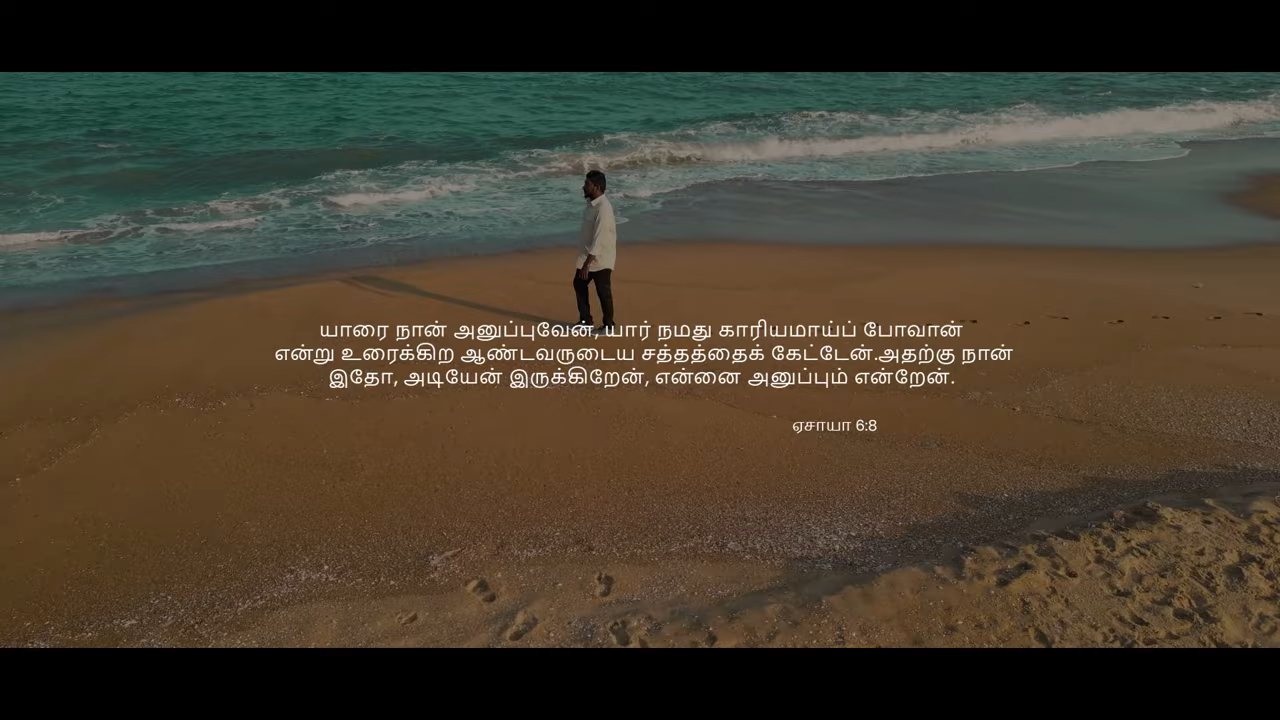 யாரை நான் அனுப்புவேன், யார் நமது காரியமாய்ப் போவான்
என்று உரைக்கிற ஆண்டவருடைய சத்தத்தைக் கேட்டேன்.அதற்கு நான்
இதோ, அடியேன் இருக்கிறேன், என்னை அனுப்பும் என்றேன்.
ஏசாயா 6:8